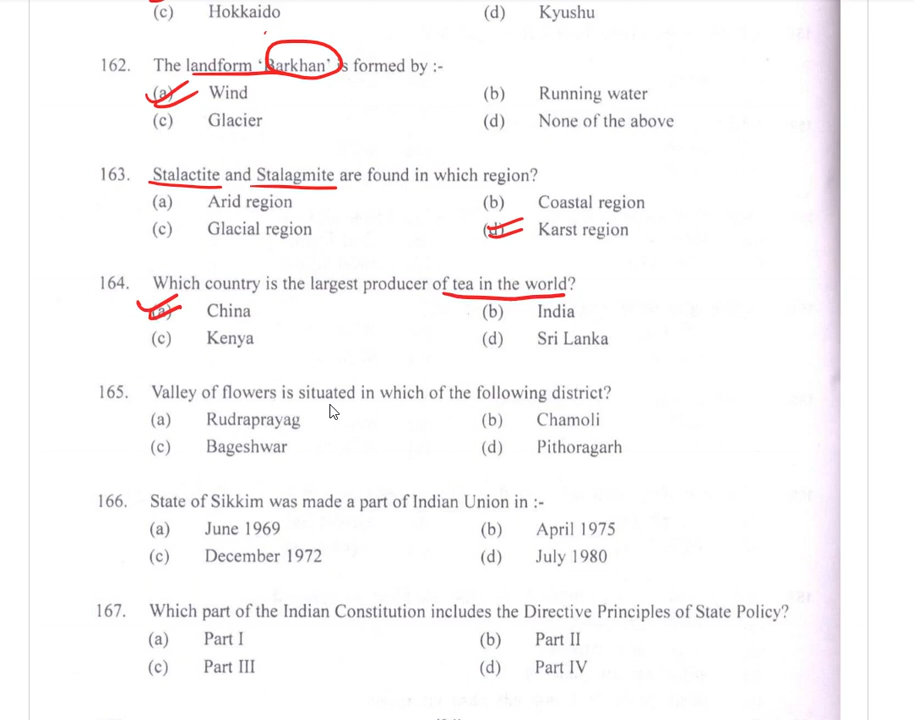 (c) Hokkaido (d) Kyushu
162. The landform ‘Barkhan’ is formed by :-
(a) Wind (b) Running water
(c) Glacier (d) None of the above
163. Stalactite and Stalagmite are found in which region?
(a) Arid region (b) Coastal region
(c) Glacial region (d) Karst region
164. Which country is the largest producer of tea in the world?
(a) China (b) India
(c) Kenya (d) Sri Lanka
165. Valley of flowers is situated in which of the following district?
(a) Rudraprayag (b) Chamoli
(c) Bageshwar (d) Pithoragarh
166. State of Sikkim was made a part of Indian Union in :-
(a) June 1969 (b) April 1975
(c) December 1972 (d) July 1980
167. Which part of the Indian Constitution includes the Directive Principles of State Policy?
(a) Part I (b) Part II
(c) Part III (d) Part IV